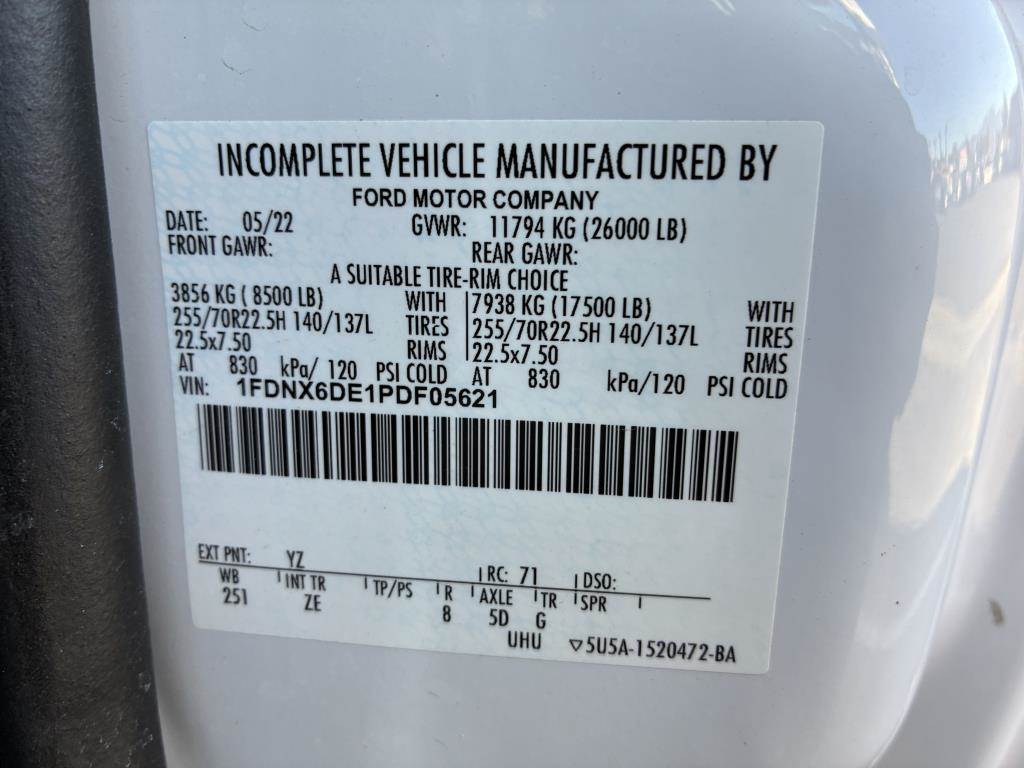 INCOMPLETE VEHICLE MANUFACTURED BY
FORD MOTOR COMPANY
DATE: 05/22 GVWR: 11794 KG (26000 LB)
FRONT GAWR: REAR GAWR:
A SUITABLE TIRE-RIM CHOICE
3856 KG ( 8500 LB) WITH 7938 KG (17500 LB) WITH
255/70R22.5H 140/137L TIRES 255/70R22.5H 140/137L TIRES
22.5x7.50 RIMS 22.5x7.50 RIMS
AT 830 kPa/ 120 PSI COLD AT 830 kPa/120 PSI COLD
VIN: 1FDNX6DE1PDF05621
EXT PNT: YZ RC: 71 DSO:
WB INT TR TP/PS R AXLE TR SPR
251 ZE 8 5D G
UHU ▽5U5A-1520472-BA